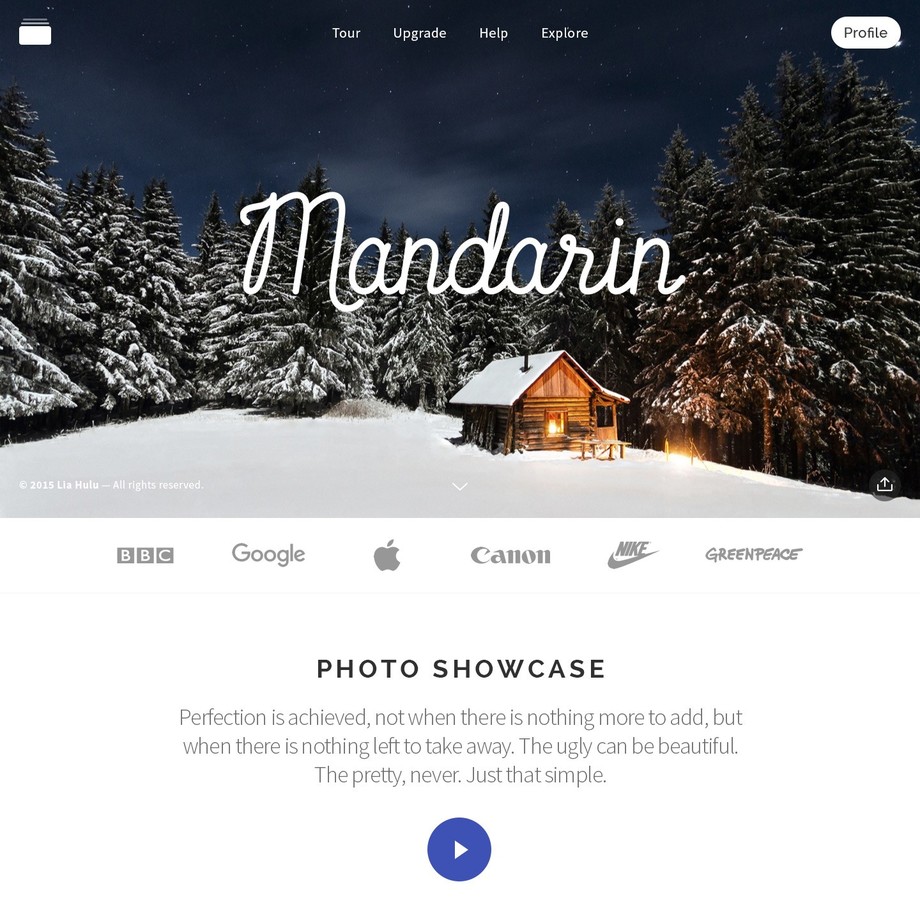 Tour Upgrade Help Explore Profile
Mandarin
© 2015 Lia Hulu — All rights reserved.
BBC Google Canon NIKE GREENPEACE
PHOTO SHOWCASE
Perfection is achieved, not when there is nothing more to add, but
when there is nothing left to take away. The ugly can be beautiful.
The pretty, never. Just that simple.